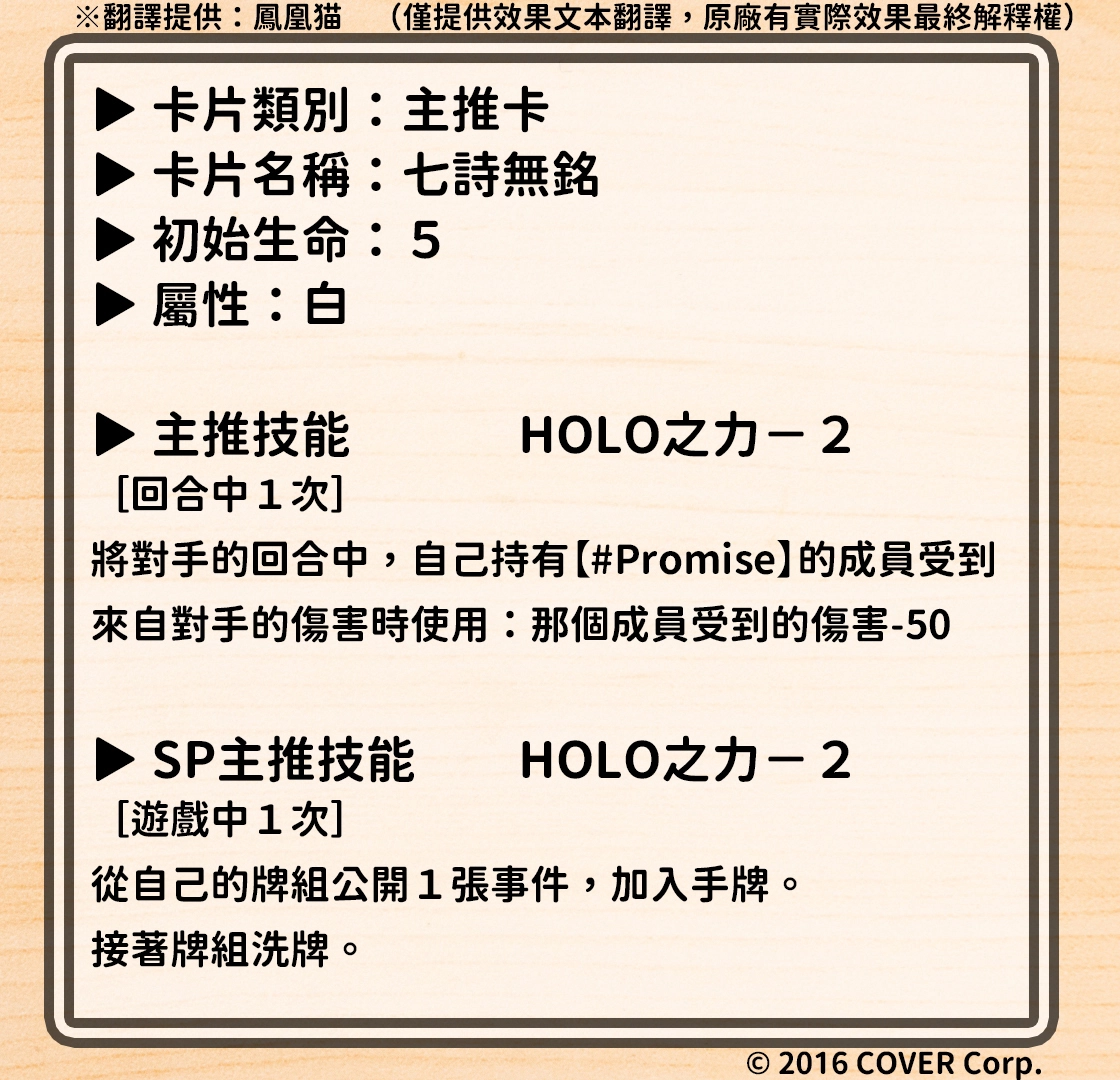 ※翻譯提供：鳳凰猫　（僅提供效果文本翻譯，原廠有實際效果最終解釋權）
▶ 卡片類別：主推卡
▶ 卡片名稱：七詩無銘
▶ 初始生命：５
▶ 屬性：白
▶ 主推技能　HOLO之力－２
［回合中１次］
將對手的回合中，自己持有【#Promise】的成員受到
來自對手的傷害時使用：那個成員受到的傷害-50
▶ SP主推技能　HOLO之力－２
［遊戲中１次］
從自己的牌組公開１張事件，加入手牌。
接著牌組洗牌。
© 2016 COVER Corp.